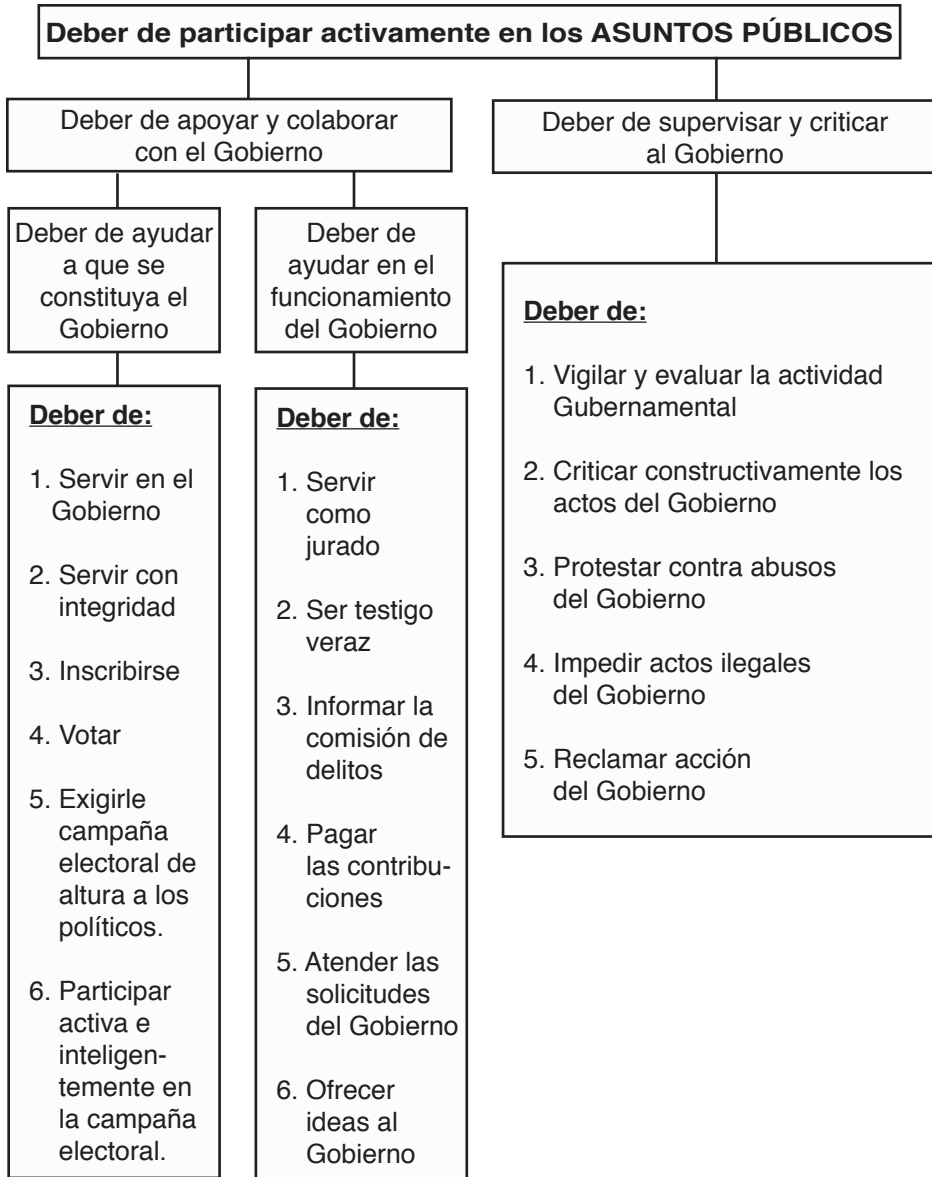 Deber de participar activamente en los ASUNTOS PÚBLICOS
Deber de apoyar y colaborar
con el Gobierno
Deber de supervisar y criticar
al Gobierno
Deber de ayudar
a que se
constituya el
Gobierno
Deber de
ayudar en el
funcionamiento
del Gobierno
Deber de:
1. Servir en el
Gobierno
2. Servir con
integridad
3. Inscribirse
4. Votar
5. Exigirle
campaña
electoral de
altura a los
políticos.
6. Participar
activa e
inteligen-
temente en
la campaña
electoral.
Deber de:
1. Servir
como
jurado
2. Ser testigo
veraz
3. Informar la
comisión de
delitos
4. Pagar
las contribu-
ciones
5. Atender las
solicitudes
del Gobierno
6. Ofrecer
ideas al
Gobierno
Deber de:
1. Vigilar y evaluar la actividad
Gubernamental
2. Criticar constructivamente los
actos del Gobierno
3. Protestar contra abusos
del Gobierno
4. Impedir actos ilegales
del Gobierno
5. Reclamar acción
del Gobierno